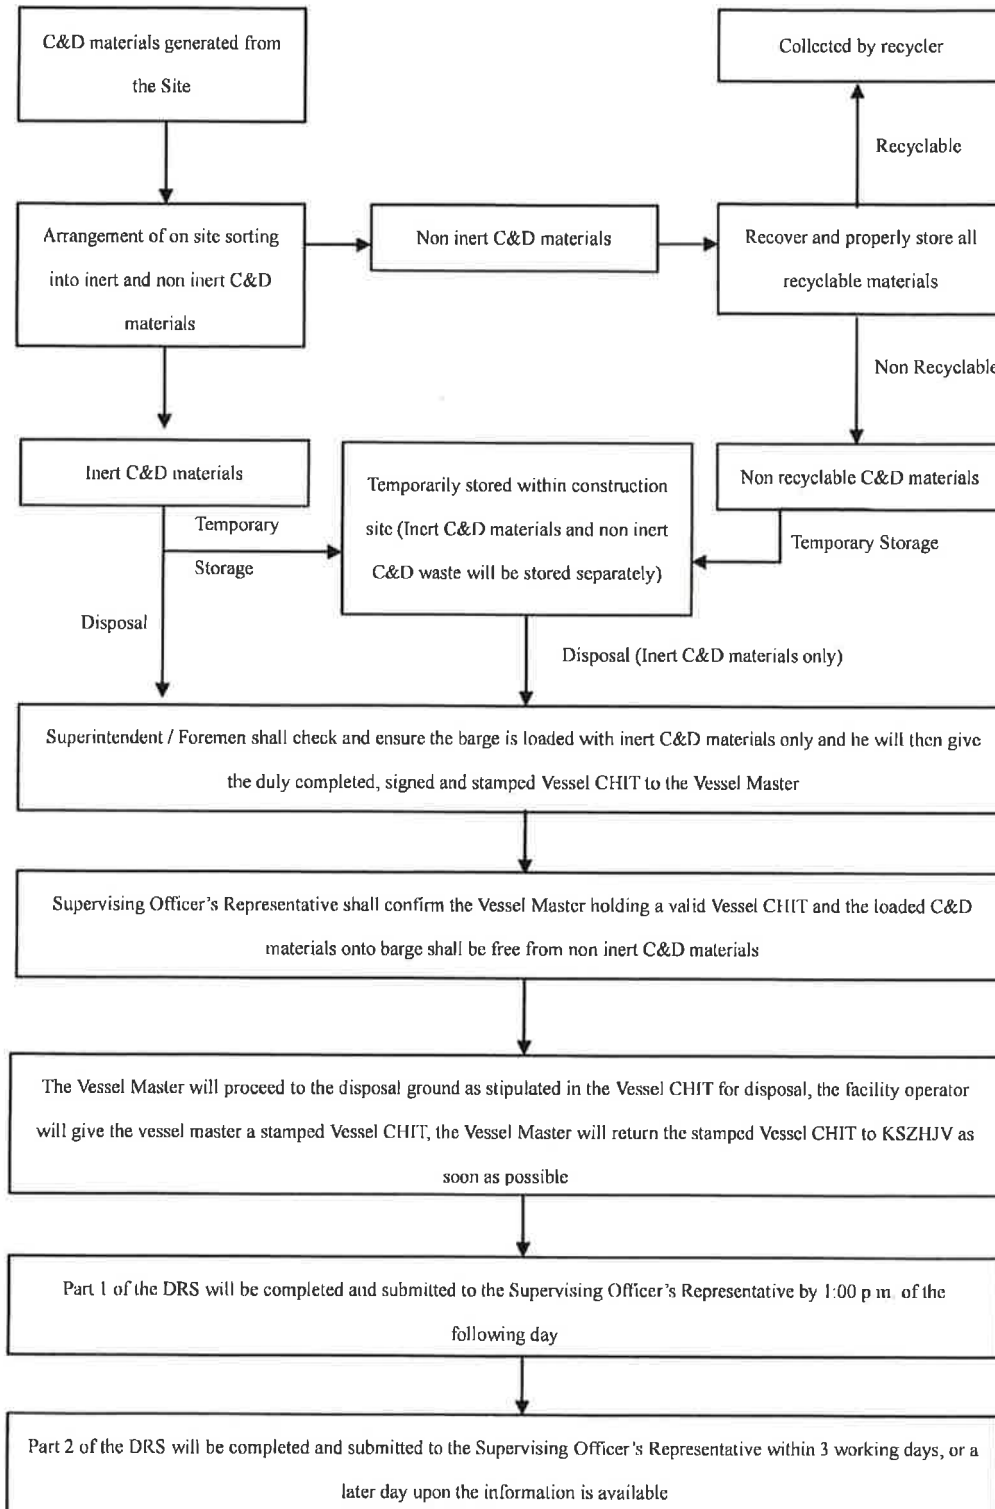 C&D materials generated from
the Site
Collected by recycler
Recyclable
Arrangement of on site sorting
into inert and non inert C&D
materials
Non inert C&D materials
Recover and properly store all
recyclable materials
Non Recyclable
Inert C&D materials
Temporarily stored within construction
site (Inert C&D materials and non inert
C&D waste will be stored separately)
Non recyclable C&D materials
Temporary
Storage
Temporary Storage
Disposal
Disposal (Inert C&D materials only)
Superintendent / Foremen shall check and ensure the barge is loaded with inert C&D materials only and he will then give
the duly completed, signed and stamped Vessel CHIT to the Vessel Master
Supervising Officer's Representative shall confirm the Vessel Master holding a valid Vessel CHIT and the loaded C&D
materials onto barge shall be free from non inert C&D materials
The Vessel Master will proceed to the disposal ground as stipulated in the Vessel CHIT for disposal, the facility operator
will give the vessel master a stamped Vessel CHIT, the Vessel Master will return the stamped Vessel CHIT to KSZHJV as
soon as possible
Part 1 of the DRS will be completed and submitted to the Supervising Officer's Representative by 1:00 p m. of the
following day
Part 2 of the DRS will be completed and submitted to the Supervising Officer's Representative within 3 working days, or a
later day upon the information is available